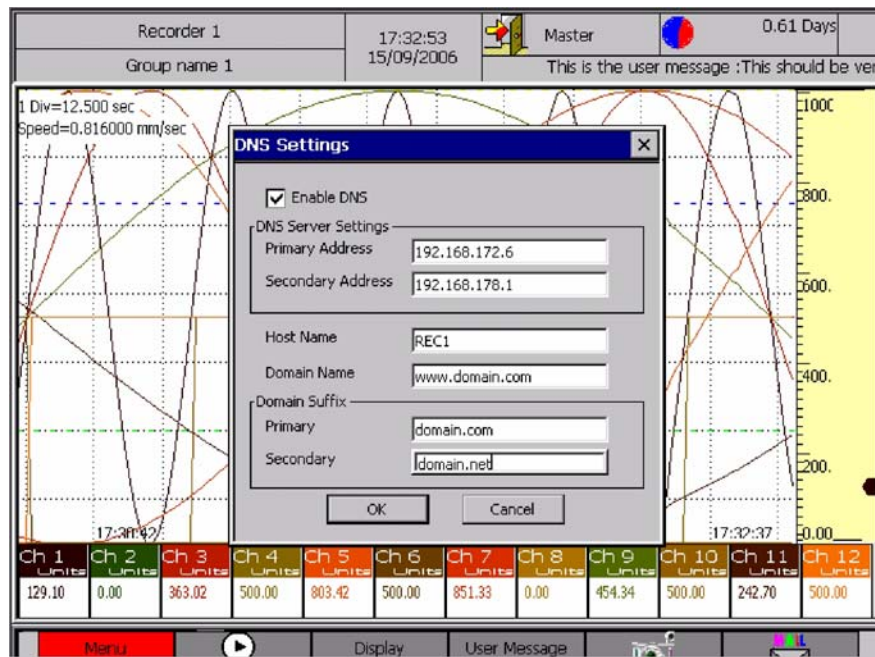 Recorder 1
17:32:53
15/09/2006
Master
0.61 Days
Group name 1
This is the user message :This should be ver
1 Div=12.500 sec
Speed=0.816000 mm/sec
DNS Settings
Enable DNS
DNS Server Settings
Primary Address
192.168.172.6
Secondary Address
192.168.178.1
Host Name
REC1
Domain Name
www.domain.com
Domain Suffix
Primary
domain.com
Secondary
domain.net
OK
Cancel
800.
600.
400.
200.
0.00
17:30:42
17:32:37
Ch 1 Units Ch 2 Units Ch 3 Units Ch 4 Units Ch 5 Units Ch 6 Units Ch 7 Units Ch 8 Units Ch 9 Units Ch 10 Units Ch 11 Units Ch 12 Units
129.10 0.00 363.02 500.00 803.42 500.00 851.33 0.00 454.34 500.00 242.70 500.00
Menu
Display
User Message
MAIL